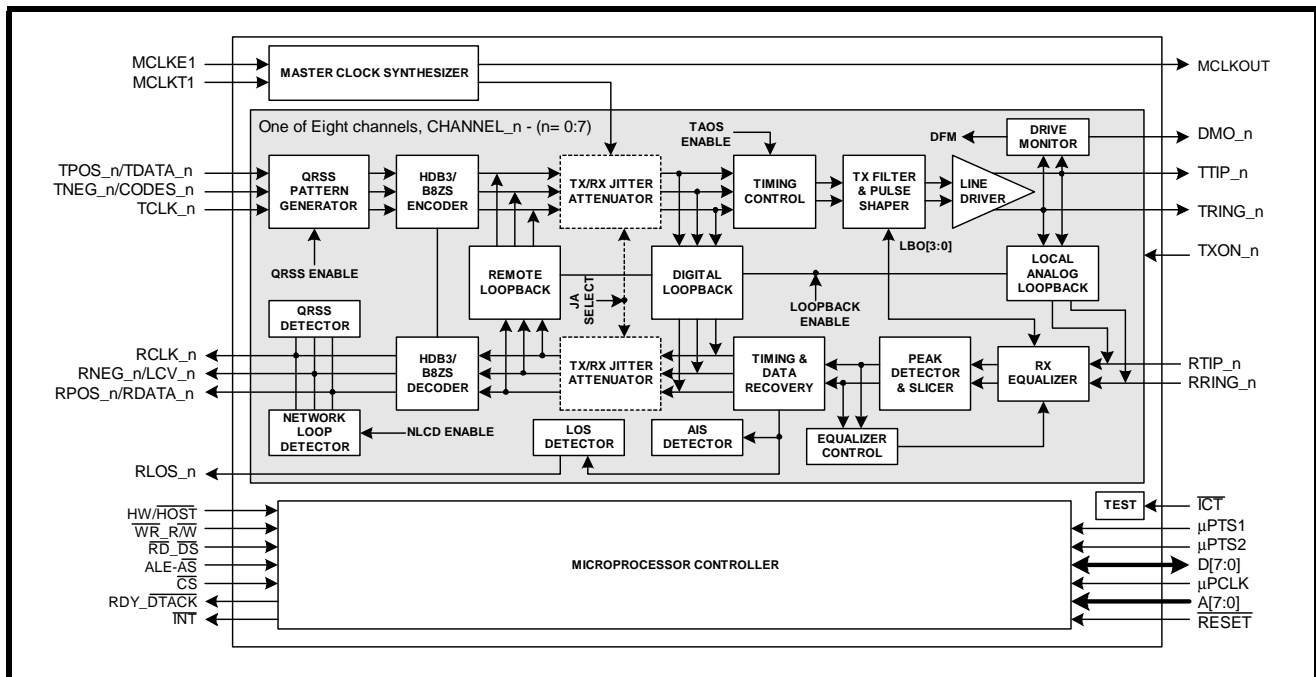 MCLKE1
MCLKT1
MASTER CLOCK SYNTHESIZER
MCLKOUT
One of Eight channels, CHANNEL_n - (n= 0:7)
TAOS
ENABLE
DFM
DRIVE
MONITOR
DMO_n
TPOS_n/TDATA_n
TNEG_n/CODES_n
TCLK_n
QRSS
PATTERN
GENERATOR
HDB3/
B8ZS
ENCODER
TX/RX JITTER
ATTENUATOR
TIMING
CONTROL
TX FILTER
& PULSE
SHAPER
LINE
DRIVER
TTIP_n
TRING_n
TXON_n
LBO[3:0]
QRSS ENABLE
REMOTE
LOOPBACK
JA
SELECT
DIGITAL
LOOPBACK
LOOPBACK
ENABLE
LOCAL
ANALOG
LOOPBACK
QRSS
DETECTOR
RCLK_n
RNEG_n/LCV_n
RPOS_n/RDATA_n
HDB3/
B8ZS
DECODER
TX/RX JITTER
ATTENUATOR
TIMING &
DATA
RECOVERY
PEAK
DETECTOR
& SLICER
RX
EQUALIZER
RTIP_n
RRING_n
NETWORK
LOOP
DETECTOR
NLCD ENABLE
LOS
DETECTOR
AIS
DETECTOR
EQUALIZER
CONTROL
RLOS_n
TEST
ICT
HW/HOST
WR_R/W
RD_DS
ALE-AS
CS
RDY_DTACK
INT
MICROPROCESSOR CONTROLLER
µPTS1
µPTS2
D[7:0]
µPCLK
A[7:0]
RESET